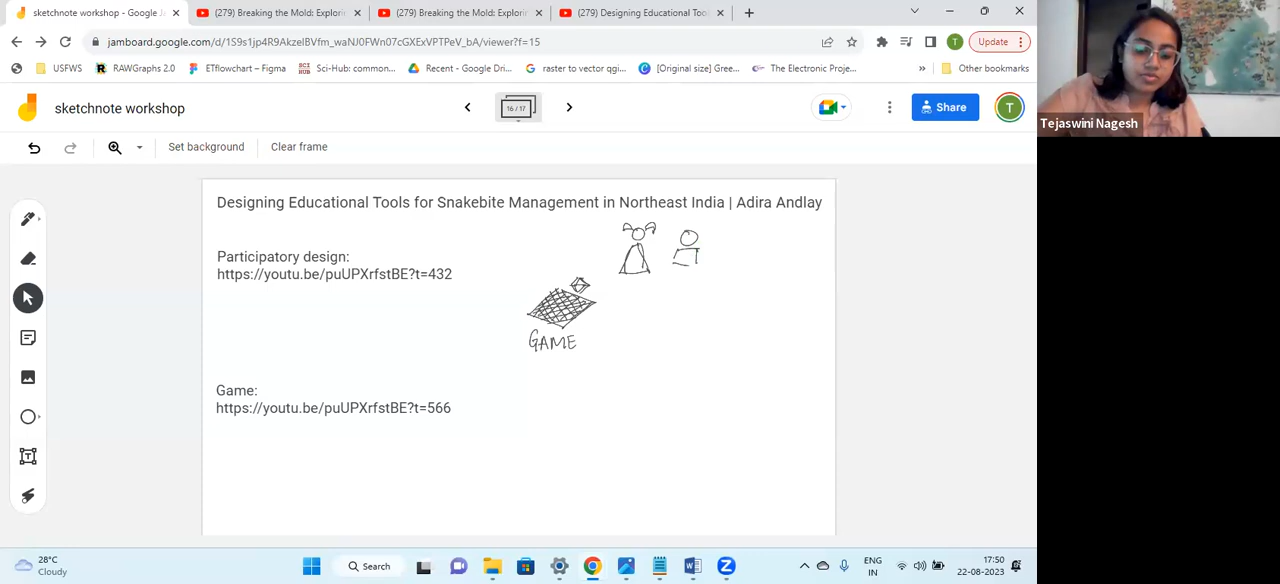 sketchnote workshop - Google Ja
(279) Breaking the Mold: Explorin
(279) Breaking the Mold: Explorin
(279) Designing Educational Tool
jamboard.google.com/d/1S9s1jp4R9AkzelBVfm_waNJ0FWn07cGXExVPTPeV_bA/viewer?f=15
T
Update
USFWS
RAWGraphs 2.0
ETflowchart – Figma
Sci-Hub: common...
Recent - Google Dri...
raster to vector qgi...
[Original size] Gree...
The Electronic Proje...
»
Other bookmarks
sketchnote workshop
16 / 17
Share
T
Set background
Clear frame
Tejaswini Nagesh
Designing Educational Tools for Snakebite Management in Northeast India | Adira Andlay
Participatory design:
https://youtu.be/puUPXrfstBE?t=432
GAME
Game:
https://youtu.be/puUPXrfstBE?t=566
28°C
Cloudy
Search
ENG
IN
17:50
22-08-2023